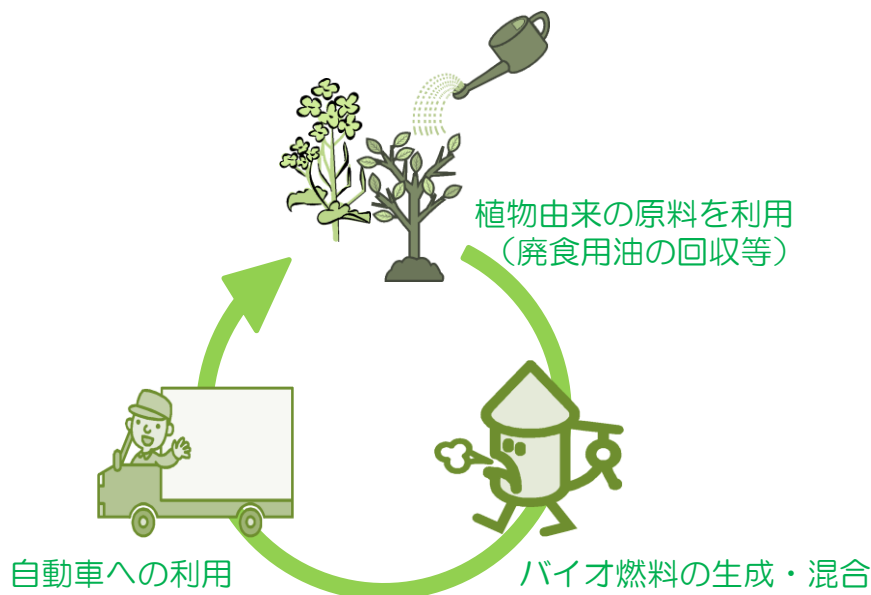 植物由来の原料を利用
（廃食用油の回収等）
バイオ燃料の生成・混合
自動車への利用